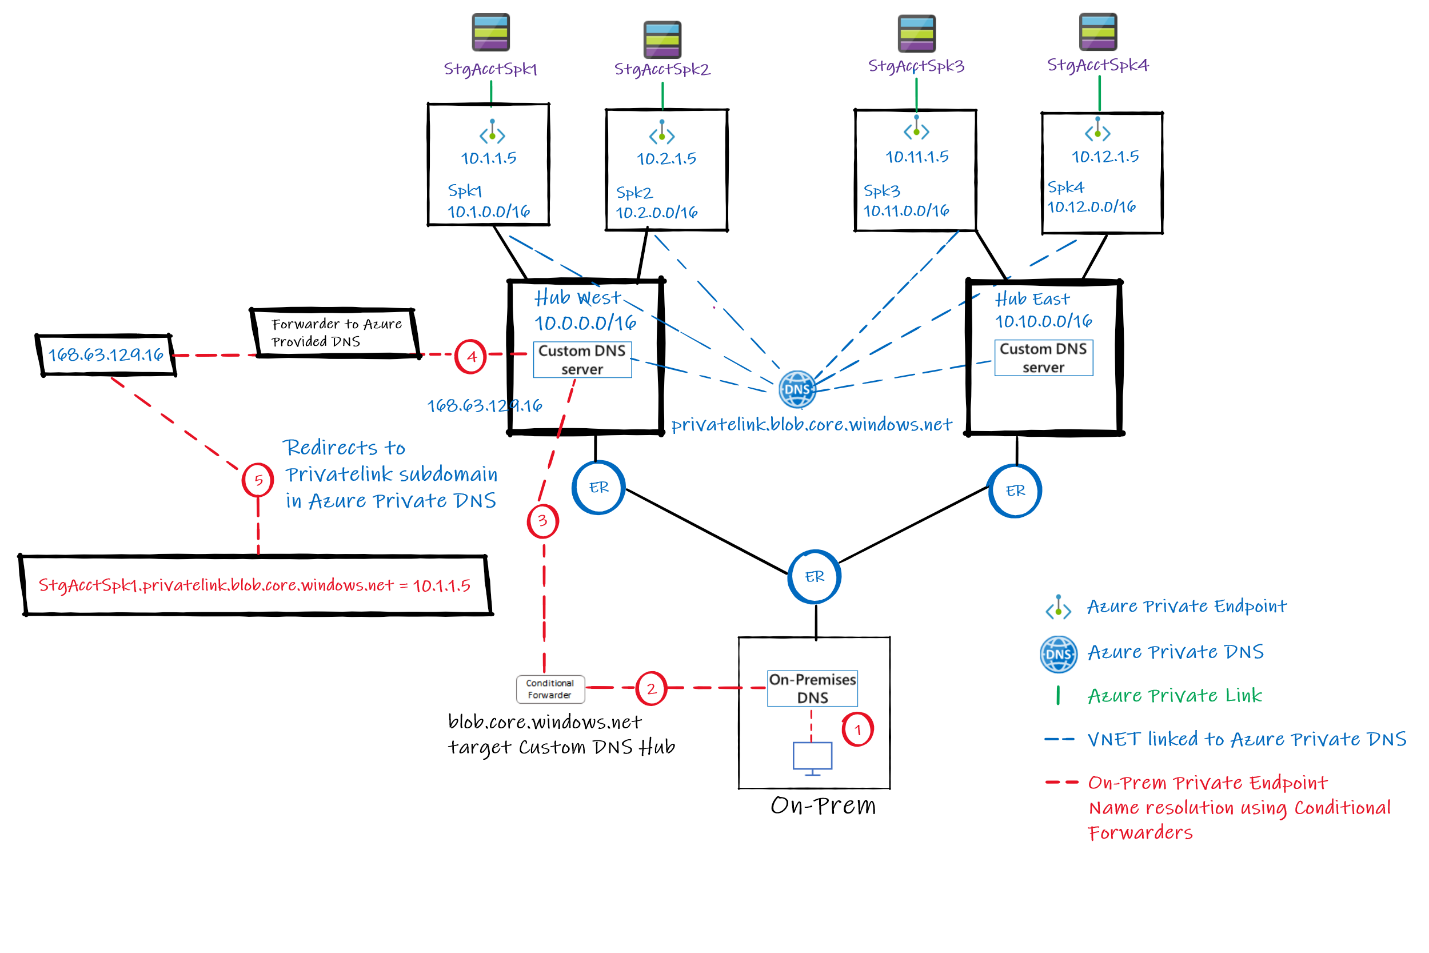 StgAcctSpk1
StgAcctSpk2
StgAcctSpk3
StgAcctSpk4
10.1.1.5
Spk1
10.1.0.0/16
10.2.1.5
Spk2
10.2.0.0/16
10.11.1.5
Spk3
10.11.0.0/16
10.12.1.5
Spk4
10.12.0.0/16
Hub West
10.0.0.0/16
Custom DNS
server
Hub East
10.10.0.0/16
Custom DNS
server
168.63.129.16
Forwarder to Azure
Provided DNS
4
168.63.129.16
DNS
privatelink.blob.core.windows.net
Redirects to
Privatelink subdomain
in Azure Private DNS
5
3
ER
ER
ER
StgAcctSpk1.privatelink.blob.core.windows.net = 10.1.1.5
Conditional
Forwarder
2
blob.core.windows.net
target Custom DNS Hub
On-Premises
DNS
1
On-Prem
Azure Private Endpoint
DNS
Azure Private DNS
Azure Private Link
VNET linked to Azure Private DNS
On-Prem Private Endpoint
Name resolution using Conditional
Forwarders